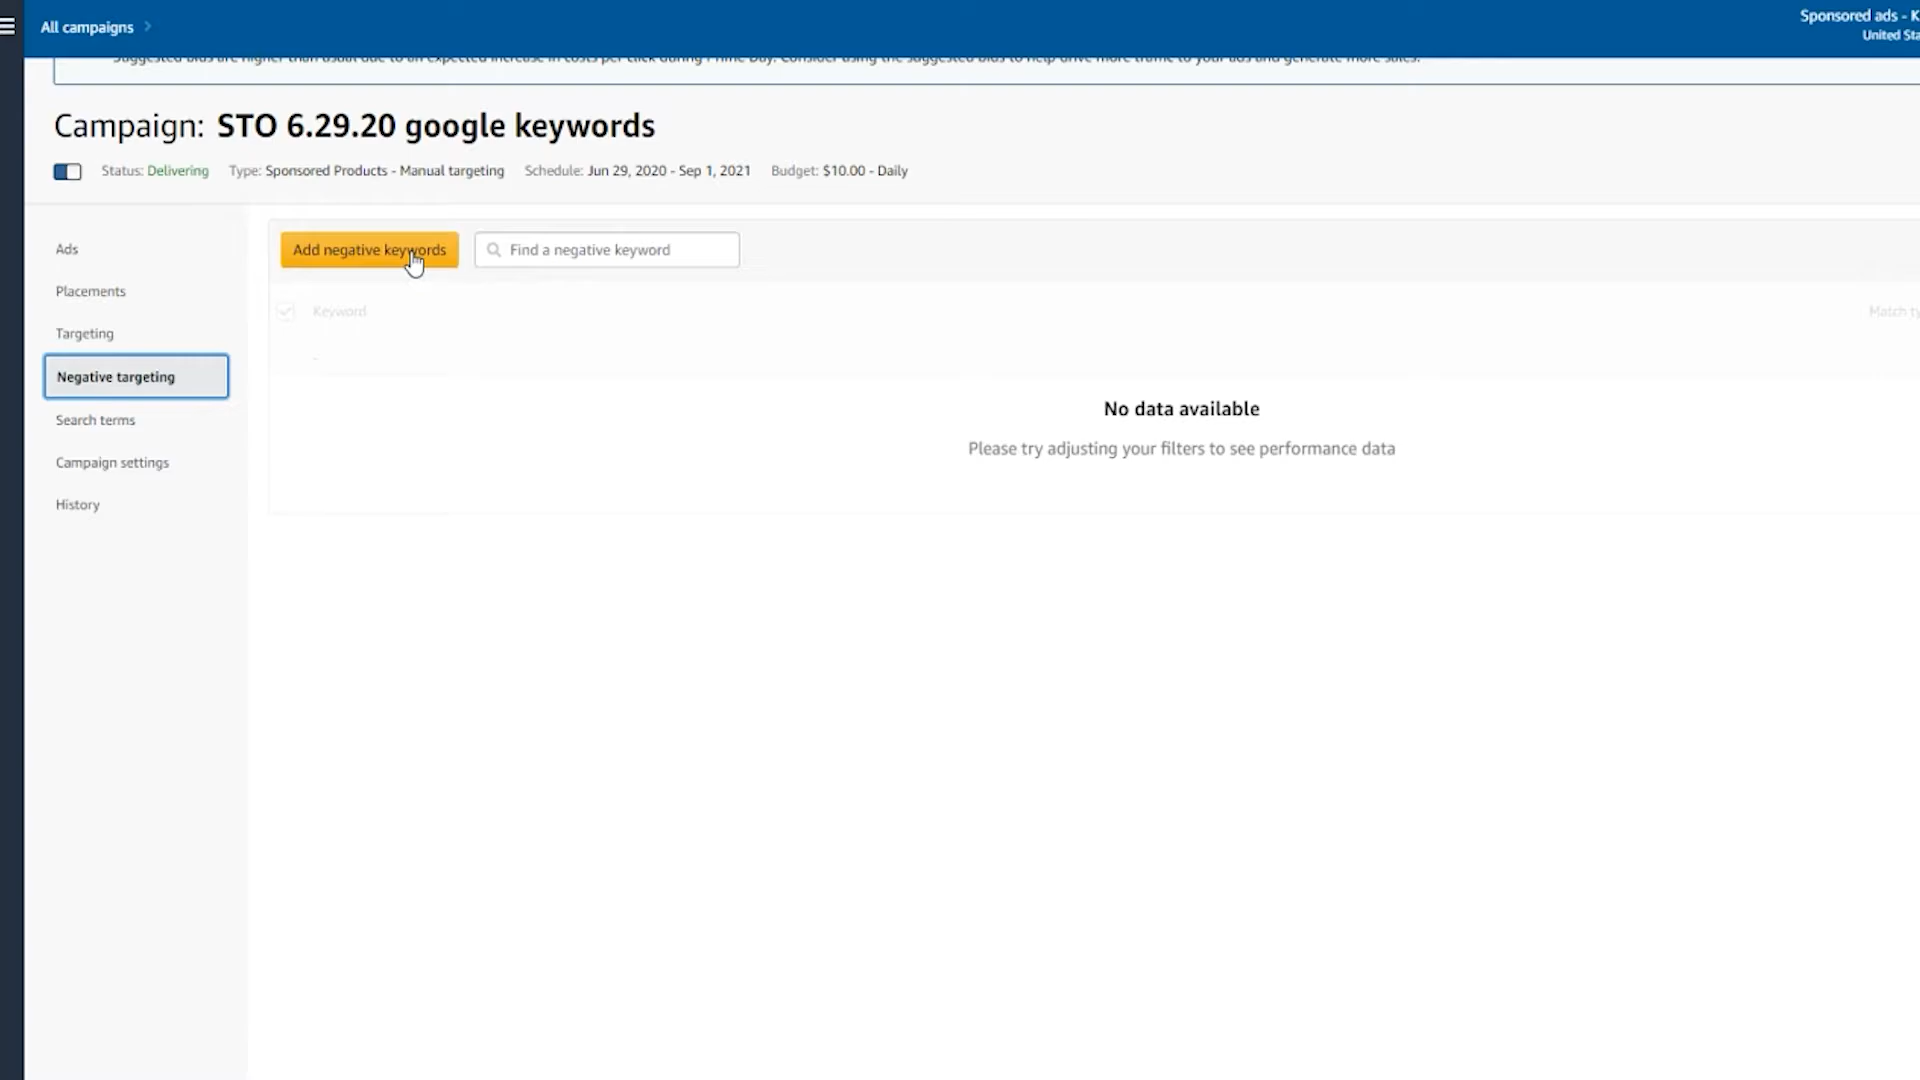 All campaigns
Sponsored ads - K
United Sta
Suggested bids are higher than usual due to an expected increase in costs per click during Prime Day. Consider using the suggested bids to help drive more traffic to your ads and generate more sales.
Campaign: STO 6.29.20 google keywords
Status: Delivering Type: Sponsored Products - Manual targeting Schedule: Jun 29, 2020 - Sep 1, 2021 Budget: $10.00 - Daily
Ads
Placements
Targeting
Negative targeting
Search terms
Campaign settings
History
Add negative keywords
Find a negative keyword
Keyword
Match ty
-
No data available
Please try adjusting your filters to see performance data